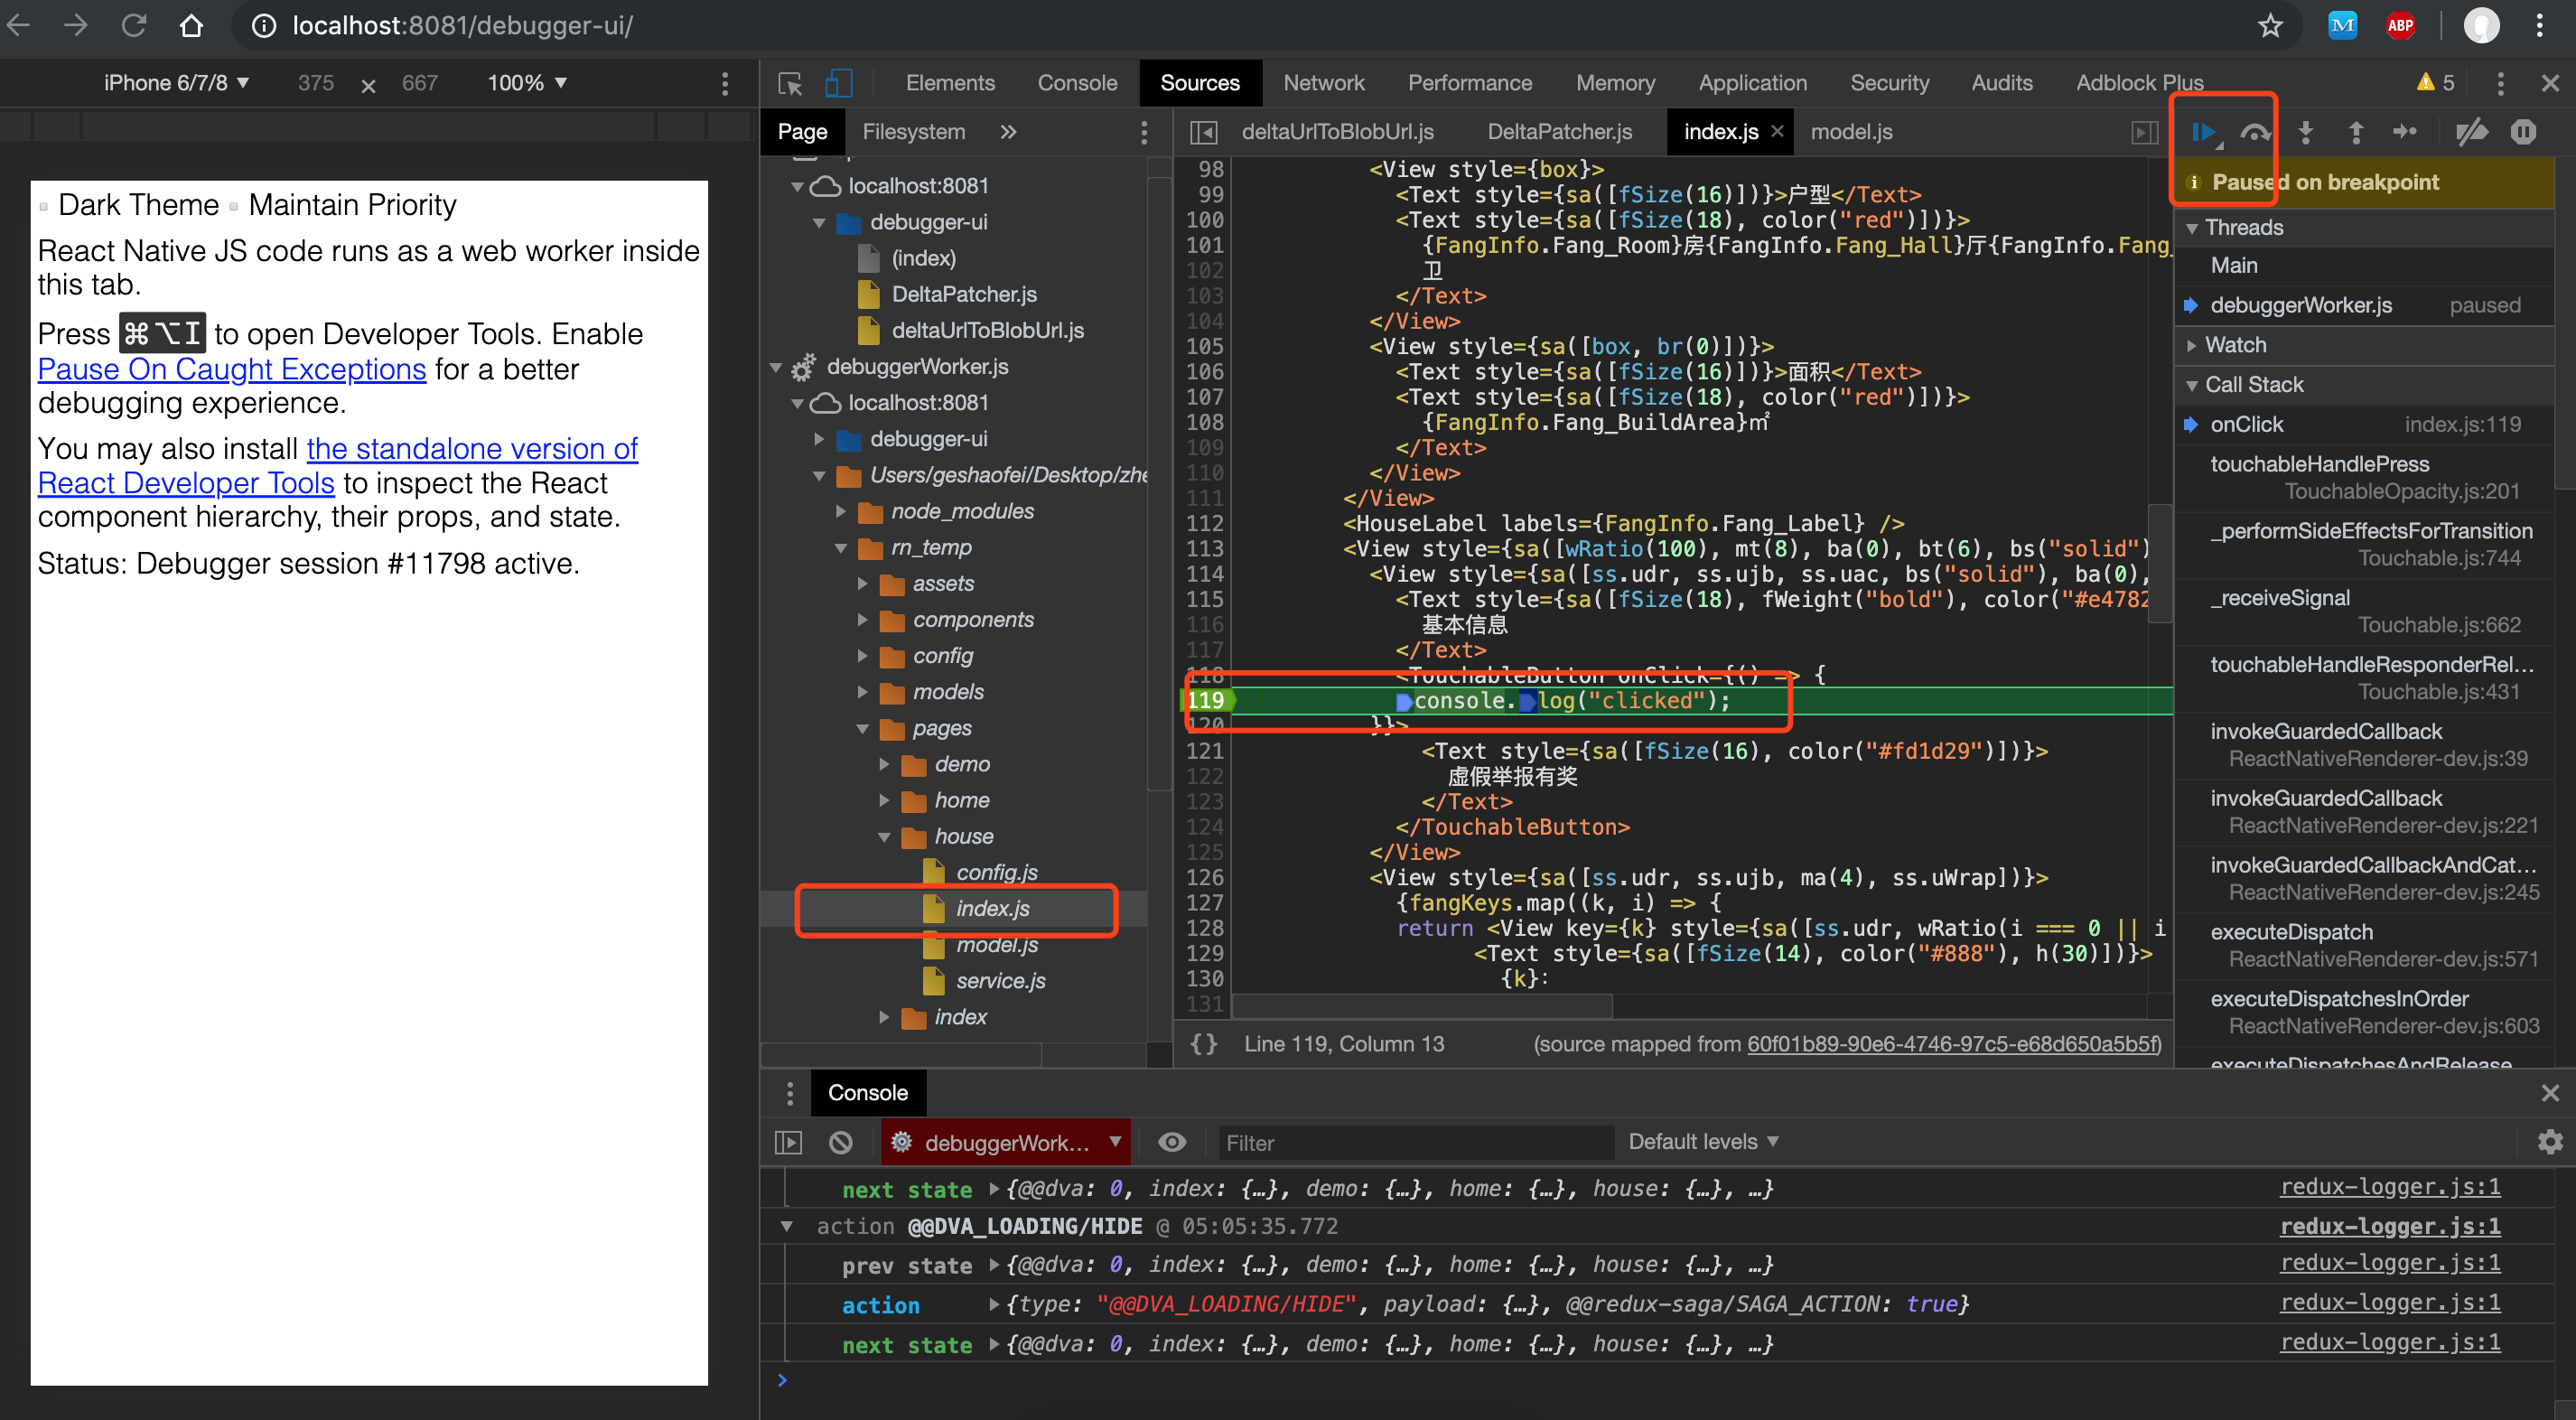 localhost:8081/debugger-ui/
iPhone 6/7/8 ▼ 375 × 667 100% ▼
Elements Console Sources Network Performance Memory Application Security Audits Adblock Plus 5
Page Filesystem »
deltaUrlToBlobUrl.js DeltaPatcher.js index.js × model.js
Dark Theme Maintain Priority
React Native JS code runs as a web worker inside
this tab.
Press ⌘⌥I to open Developer Tools. Enable
Pause On Caught Exceptions for a better
debugging experience.
You may also install the standalone version of
React Developer Tools to inspect the React
component hierarchy, their props, and state.
Status: Debugger session #11798 active.
localhost:8081
debugger-ui
(index)
DeltaPatcher.js
deltaUrlToBlobUrl.js
debuggerWorker.js
localhost:8081
debugger-ui
Users/geshaofei/Desktop/zhe
node_modules
rn_temp
assets
components
config
models
pages
demo
home
house
config.js
index.js
model.js
service.js
index
98 <View style={box}>
99 <Text style={sa([fSize(16)])}>户型</Text>
100 <Text style={sa([fSize(18), color("red")])}>
101 {FangInfo.Fang_Room}房{FangInfo.Fang_Hall}厅{FangInfo.Fang_
102 卫
103 </Text>
104 </View>
105 <View style={sa([box, br(0)])}>
106 <Text style={sa([fSize(16)])}>面积</Text>
107 <Text style={sa([fSize(18), color("red")])}>
108 {FangInfo.Fang_BuildArea}㎡
109 </Text>
110 </View>
111 </View>
112 <HouseLabel labels={FangInfo.Fang_Label} />
113 <View style={sa([wRatio(100), mt(8), ba(0), bt(6), bs("solid")
114 <View style={sa([ss.udr, ss.ujb, ss.uac, bs("solid"), ba(0),
115 <Text style={sa([fSize(18), fWeight("bold"), color("#e4782
116 基本信息
117 </Text>
118 <TouchableButton onClick={() => {
119 console.log("clicked");
120 }}>
121 <Text style={sa([fSize(16), color("#fd1d29")])}>
122 虚假举报有奖
123 </Text>
124 </TouchableButton>
125 </View>
126 <View style={sa([ss.udr, ss.ujb, ma(4), ss.uWrap])}>
127 {fangKeys.map((k, i) => {
128 return <View key={k} style={sa([ss.udr, wRatio(i === 0 || i
129 <Text style={sa([fSize(14), color("#888"), h(30)])}>
130 {k}:
131
{} Line 119, Column 13 (source mapped from 60f01b89-90e6-4746-97c5-e68d650a5b5f)
Paused on breakpoint
Threads
Main
debuggerWorker.js paused
Watch
Call Stack
onClick index.js:119
touchableHandlePress
TouchableOpacity.js:201
_performSideEffectsForTransition
Touchable.js:744
_receiveSignal
Touchable.js:662
touchableHandleResponderRel…
Touchable.js:431
invokeGuardedCallback
ReactNativeRenderer-dev.js:39
invokeGuardedCallback
ReactNativeRenderer-dev.js:221
invokeGuardedCallbackAndCat…
ReactNativeRenderer-dev.js:245
executeDispatch
ReactNativeRenderer-dev.js:571
executeDispatchesInOrder
ReactNativeRenderer-dev.js:603
executeDispatchesAndRelease
Console
debuggerWork… ▼ Filter Default levels ▼
next state {@@dva: 0, index: {…}, demo: {…}, home: {…}, house: {…}, …} redux-logger.js:1
action @@DVA_LOADING/HIDE @ 05:05:35.772 redux-logger.js:1
prev state {@@dva: 0, index: {…}, demo: {…}, home: {…}, house: {…}, …} redux-logger.js:1
action {type: "@@DVA_LOADING/HIDE", payload: {…}, @@redux-saga/SAGA_ACTION: true} redux-logger.js:1
next state {@@dva: 0, index: {…}, demo: {…}, home: {…}, house: {…}, …} redux-logger.js:1